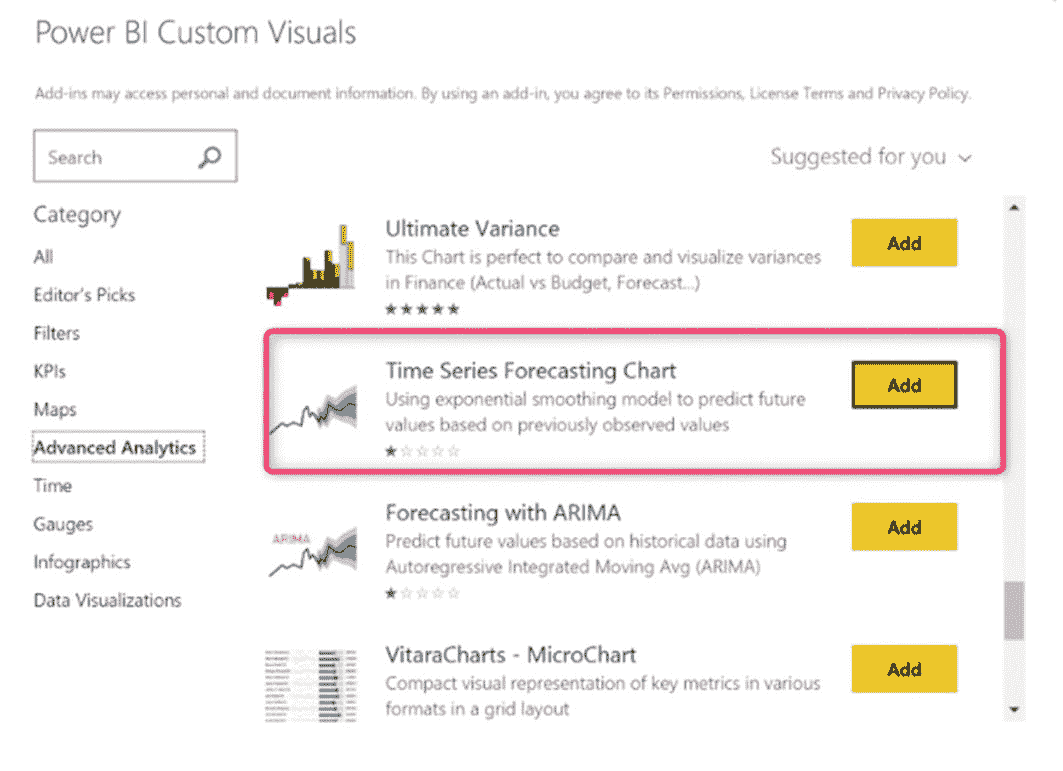 Power BI Custom Visuals
Add-ins may access personal and document information. By using an add-in, you agree to its Permissions, License Terms and Privacy Policy.
Search
Suggested for you
Category
All
Editor's Picks
Filters
KPIs
Maps
Advanced Analytics
Time
Gauges
Infographics
Data Visualizations
Ultimate Variance
This Chart is perfect to compare and visualize variances
in Finance (Actual vs Budget, Forecast...)
Add
Time Series Forecasting Chart
Using exponential smoothing model to predict future
values based on previously observed values
Add
ARIMA
Forecasting with ARIMA
Predict future values based on historical data using
Autoregressive Integrated Moving Avg (ARIMA)
Add
VitaraCharts - MicroChart
Compact visual representation of key metrics in various
formats in a grid layout
Add